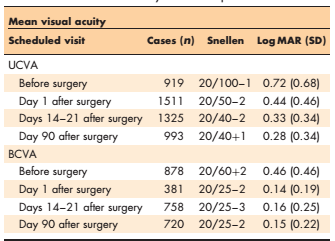 Mean visual acuity
Scheduled visit Cases (n) Snellen Log MAR (SD)
UCVA
Before surgery 919 20/100–1 0.72 (0.68)
Day 1 after surgery 1511 20/50–2 0.44 (0.46)
Days 14–21 after surgery 1325 20/40–2 0.33 (0.34)
Day 90 after surgery 993 20/40+1 0.28 (0.34)
BCVA
Before surgery 878 20/60+2 0.46 (0.46)
Day 1 after surgery 381 20/25–2 0.14 (0.19)
Days 14–21 after surgery 758 20/25–3 0.16 (0.25)
Day 90 after surgery 720 20/25–2 0.15 (0.22)